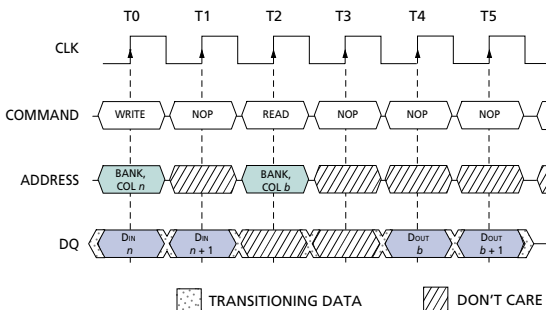 T0 T1 T2 T3 T4 T5
CLK
COMMAND WRITE NOP READ NOP NOP NOP
ADDRESS BANK, COL n BANK, COL b
DQ DIN n DIN n + 1 DOUT b DOUT b + 1
TRANSITIONING DATA DON'T CARE